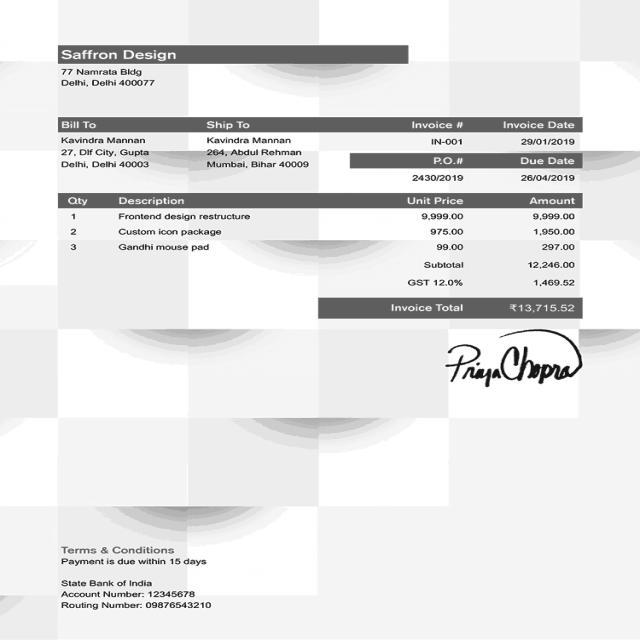 Saffron Design
77 Namrata Bldg
Delhi, Delhi 400077
Bill To Ship To Invoice # Invoice Date
Kavindra Mannan Kavindra Mannan IN-001 29/01/2019
27, Dlf City, Gupta 264, Abdul Rehman P.O.# Due Date
Delhi, Delhi 40003 Mumbai, Bihar 40009 2430/2019 26/04/2019
Qty Description Unit Price Amount
1 Frontend design restructure 9,999.00 9,999.00
2 Custom icon package 975.00 1,950.00
3 Gandhi mouse pad 99.00 297.00
Subtotal 12,246.00
GST 12.0% 1,469.52
Invoice Total ₹13,715.52
Priya Chopra
Terms & Conditions
Payment is due within 15 days
State Bank of India
Account Number: 12345678
Routing Number: 09876543210